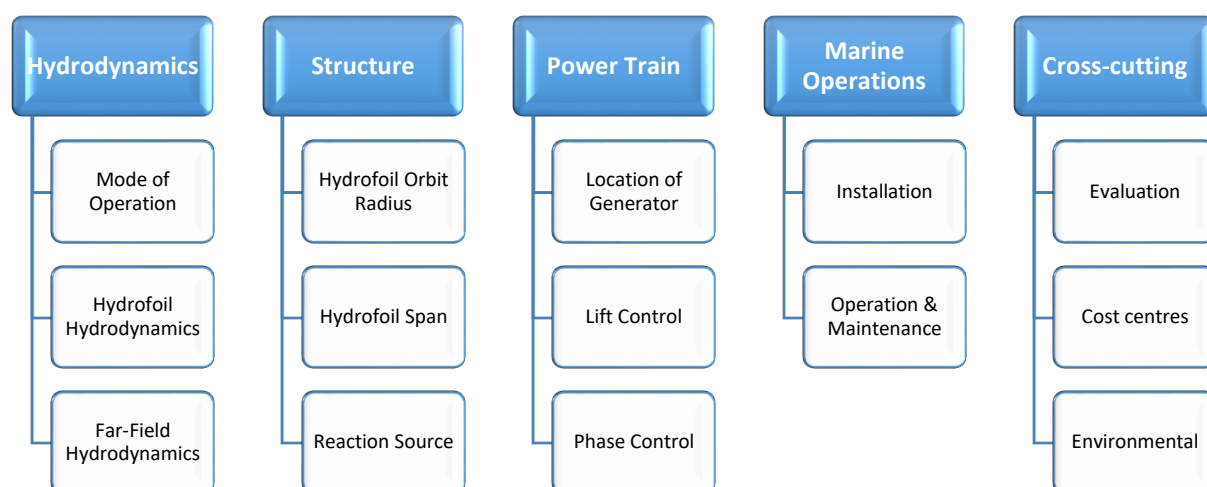 Hydrodynamics
Mode of
Operation
Hydrofoil
Hydrodynamics
Far-Field
Hydrodynamics
Structure
Hydrofoil Orbit
Radius
Hydrofoil Span
Reaction Source
Power Train
Location of
Generator
Lift Control
Phase Control
Marine
Operations
Installation
Operation &
Maintenance
Cross-cutting
Evaluation
Cost centres
Environmental